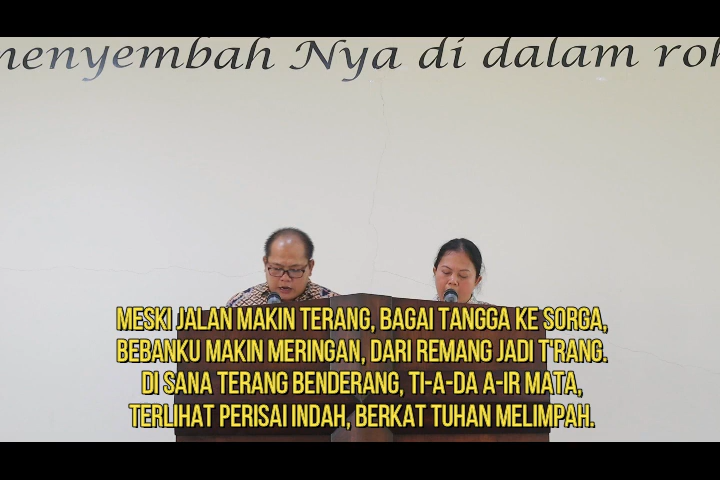 menyembah Nya di dalam roh
MESKI JALAN MAKIN TERANG, BAGAI TANGGA KE SORGA,
BEBANKU MAKIN MERINGAN, DARI REMANG JADI T'RANG.
DI SANA TERANG BENDERANG, TI-A-DA A-IR MATA,
TERLIHAT PERISAI INDAH, BERKAT TUHAN MELIMPAH.